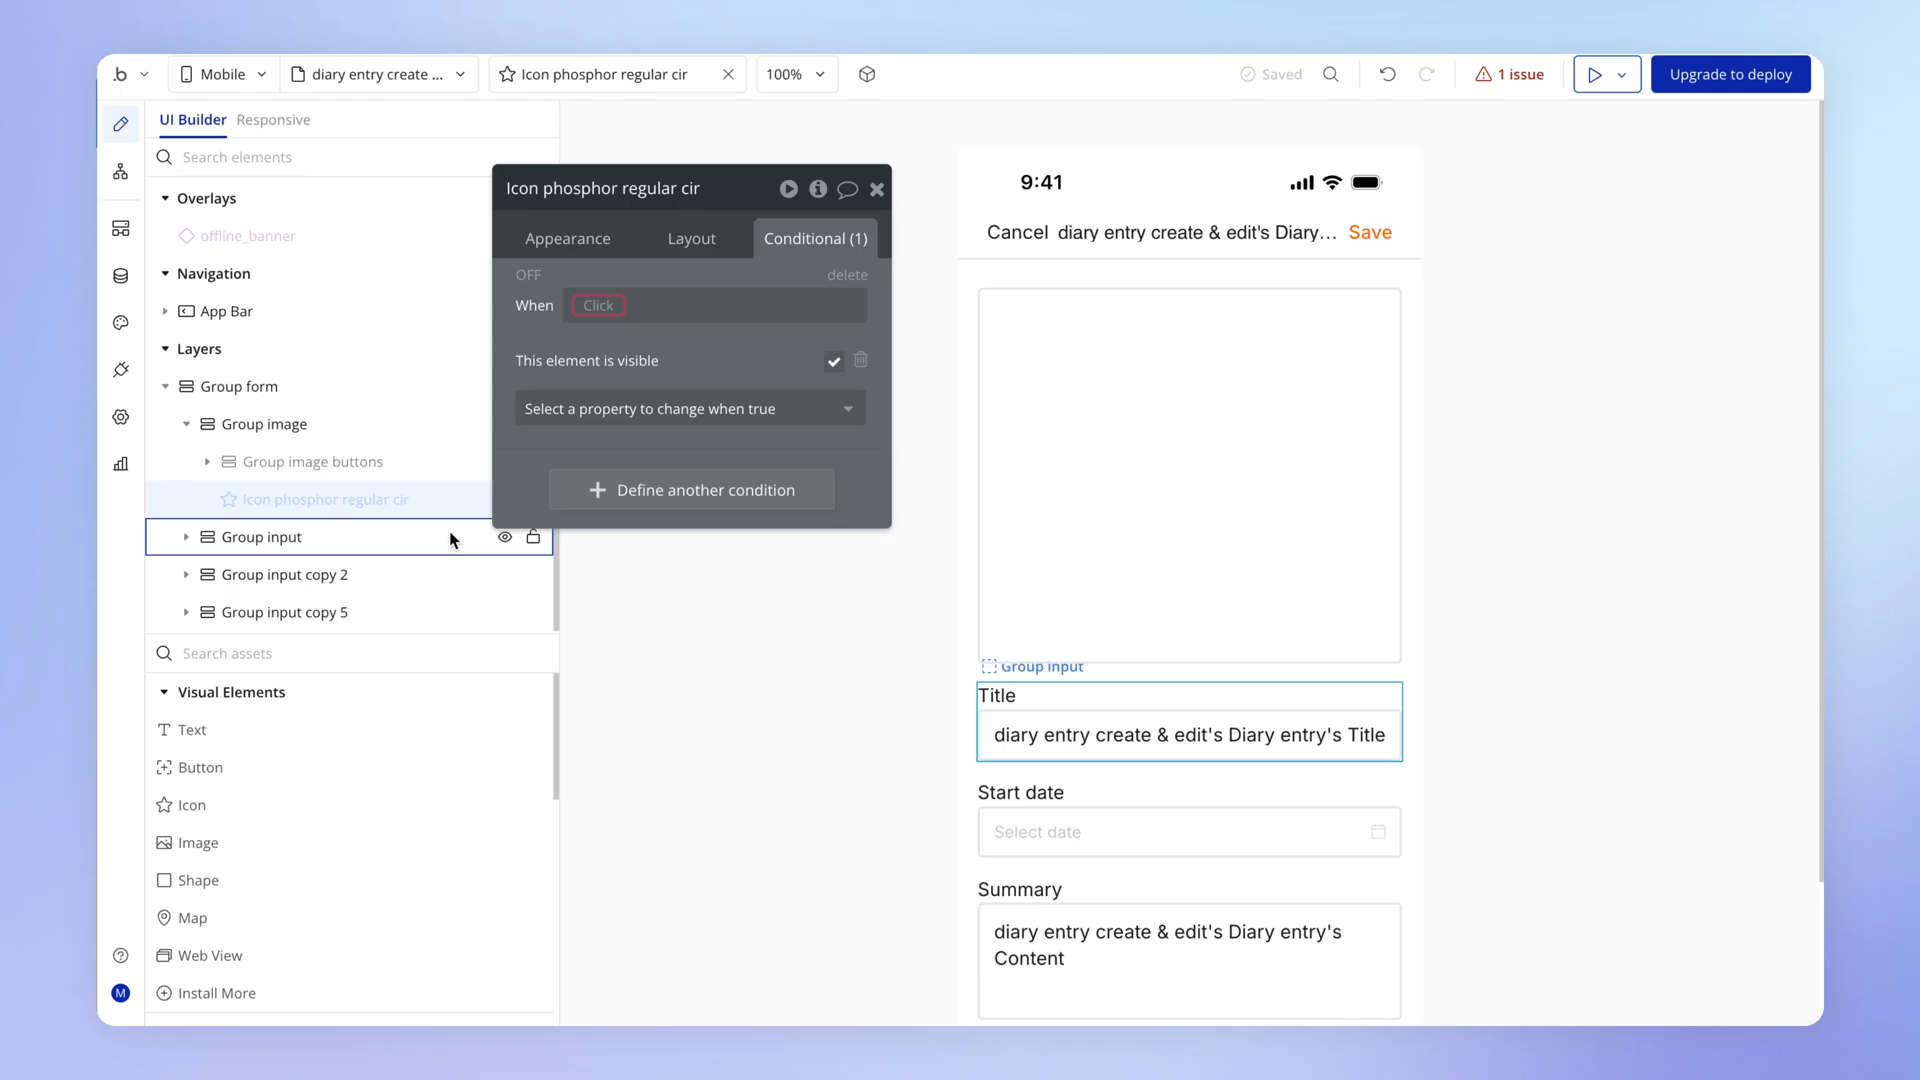 .b
Mobile
diary entry create ...
Icon phosphor regular cir
100%
Saved
1 issue
Upgrade to deploy
UI Builder
Responsive
Search elements
Overlays
offline_banner
Navigation
App Bar
Layers
Group form
Group image
Group image buttons
Icon phosphor regular cir
Group input
Group input copy 2
Group input copy 5
Search assets
Visual Elements
Text
Button
Icon
Image
Shape
Map
Web View
Install More
M
Icon phosphor regular cir
Appearance
Layout
Conditional (1)
OFF
delete
When
Click
This element is visible
Select a property to change when true
Define another condition
9:41
Cancel
diary entry create & edit's Diary...
Save
Group input
Title
diary entry create & edit's Diary entry's Title
Start date
Select date
Summary
diary entry create & edit's Diary entry's
Content